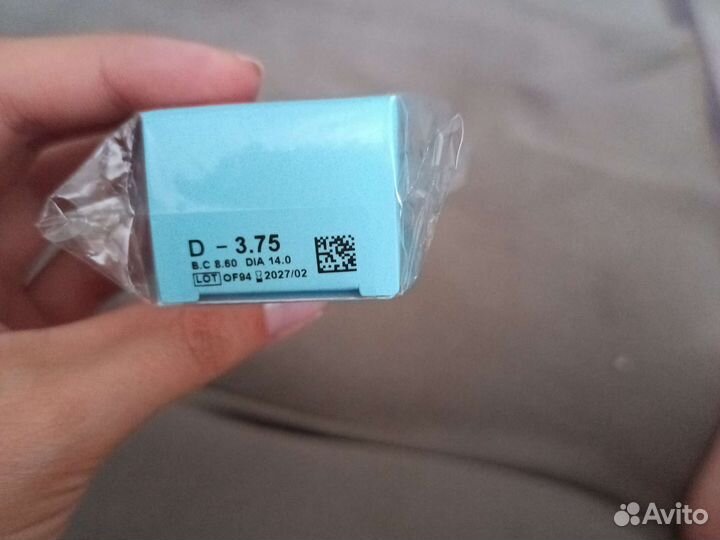 D - 3.75
B.C 8.60 DIA 14.0
LOT OF94 2027/02
Avito